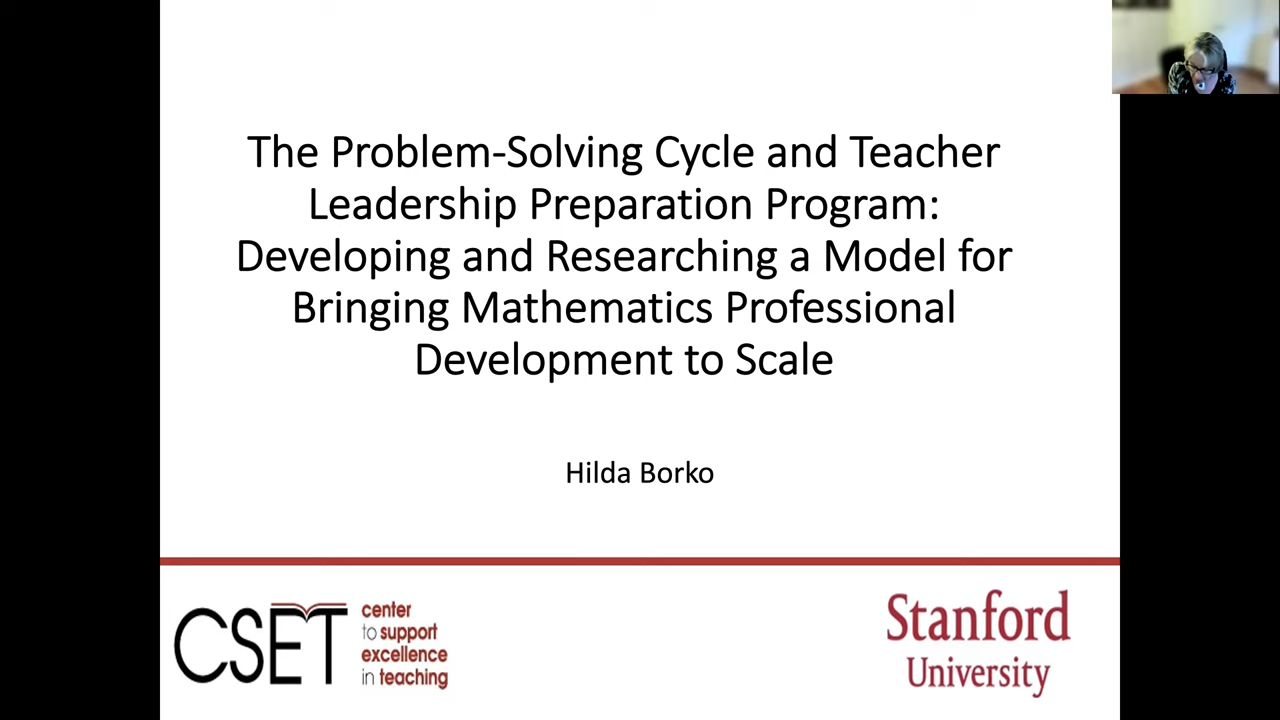 The Problem-Solving Cycle and Teacher
Leadership Preparation Program:
Developing and Researching a Model for
Bringing Mathematics Professional
Development to Scale
Hilda Borko
CSET
center
to support
excellence
in teaching
Stanford
University